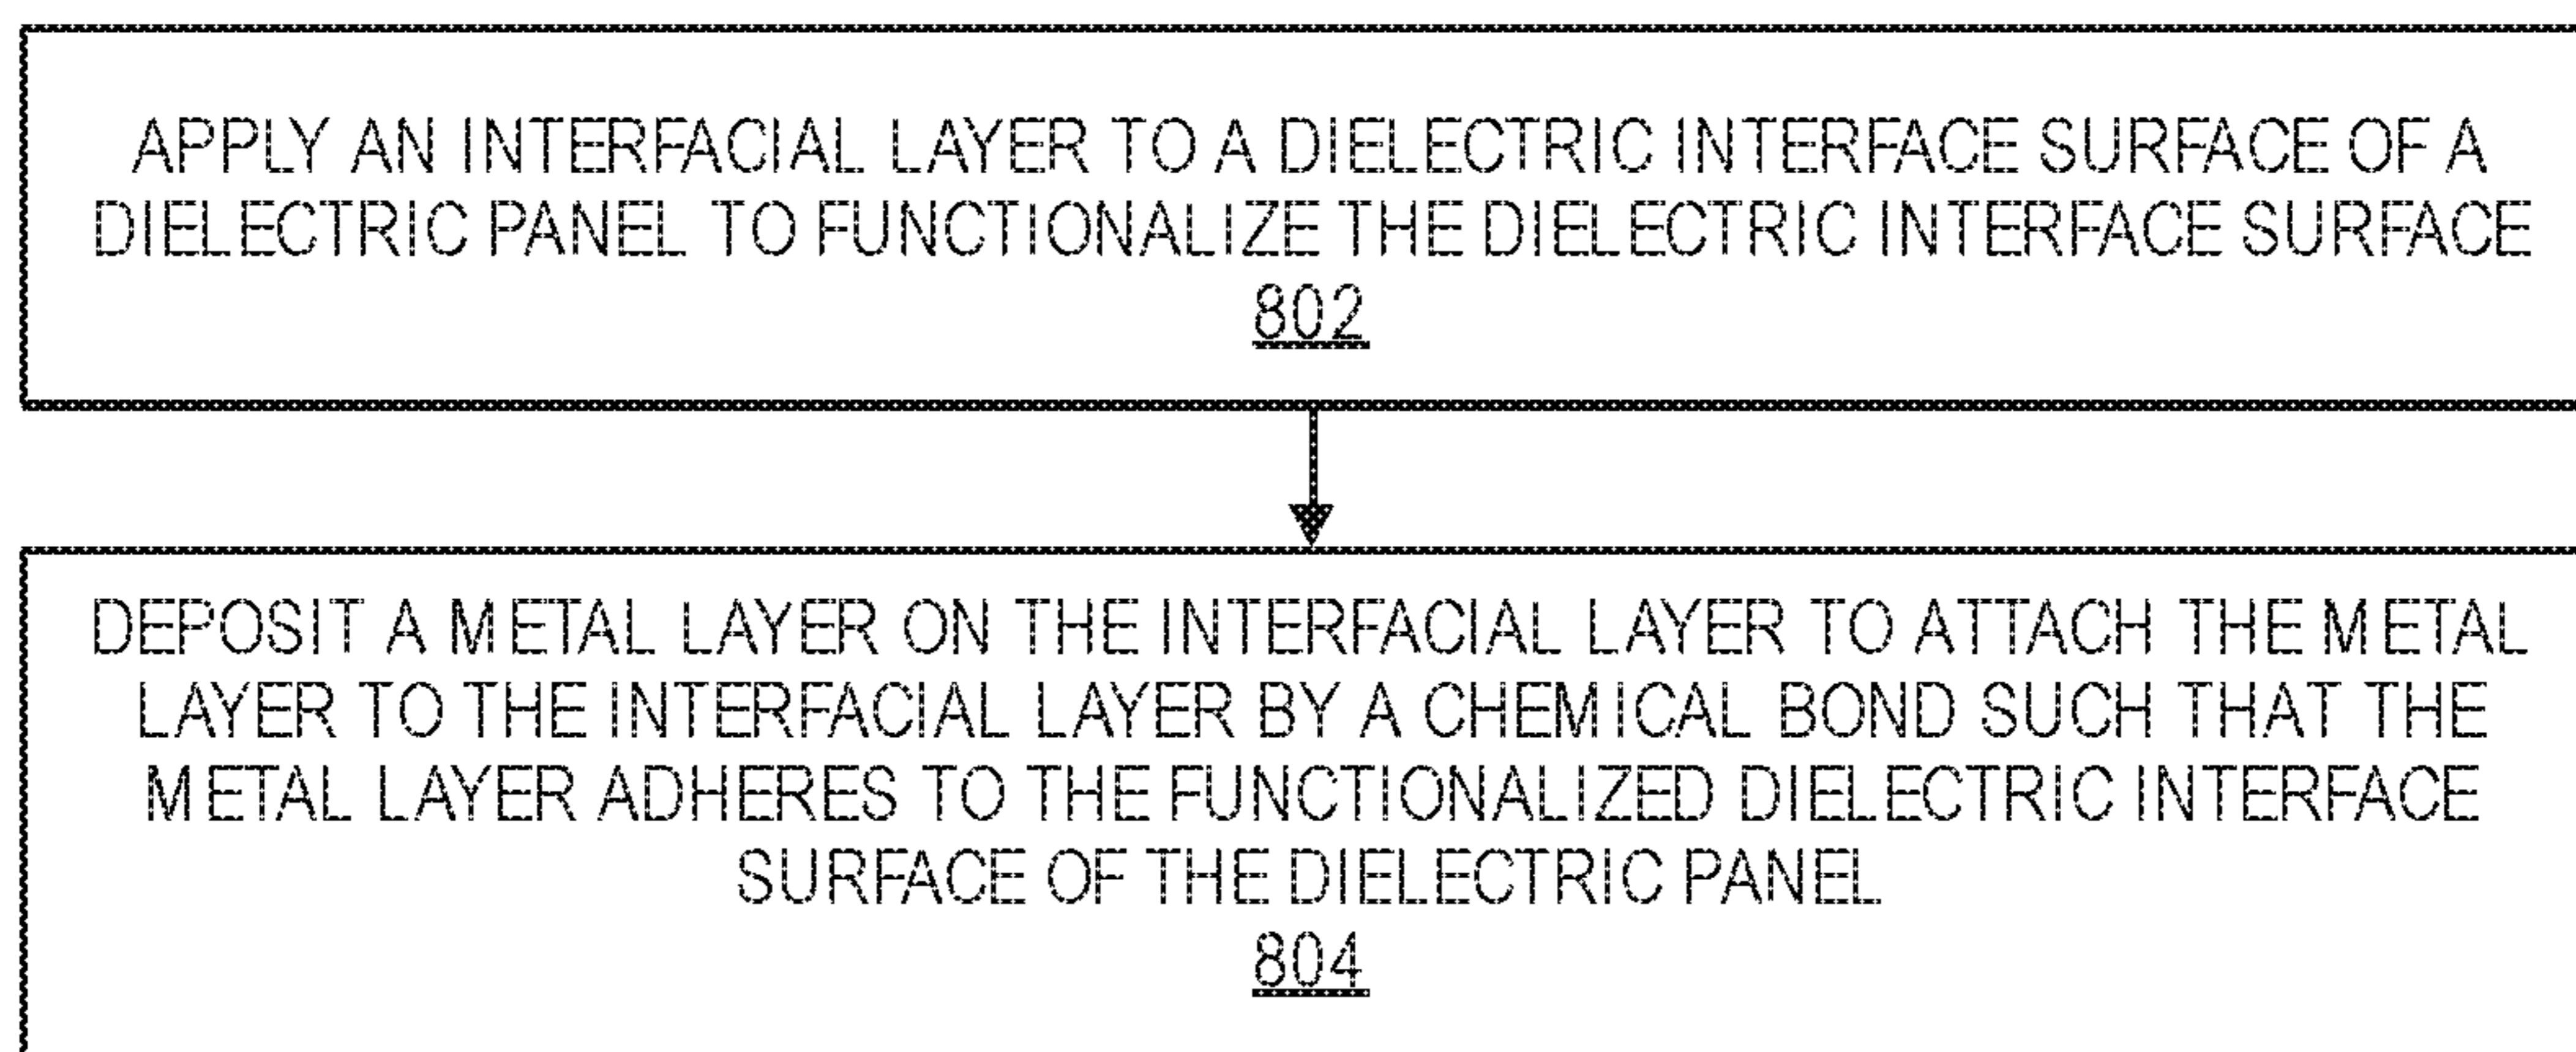 APPLY AN INTERFACIAL LAYER TO A DIELECTRIC INTERFACE SURFACE OF A
DIELECTRIC PANEL TO FUNCTIONALIZE THE DIELECTRIC INTERFACE SURFACE
802
DEPOSIT A METAL LAYER ON THE INTERFACIAL LAYER TO ATTACH THE METAL
LAYER TO THE INTERFACIAL LAYER BY A CHEMICAL BOND SUCH THAT THE
METAL LAYER ADHERES TO THE FUNCTIONALIZED DIELECTRIC INTERFACE
SURFACE OF THE DIELECTRIC PANEL
804